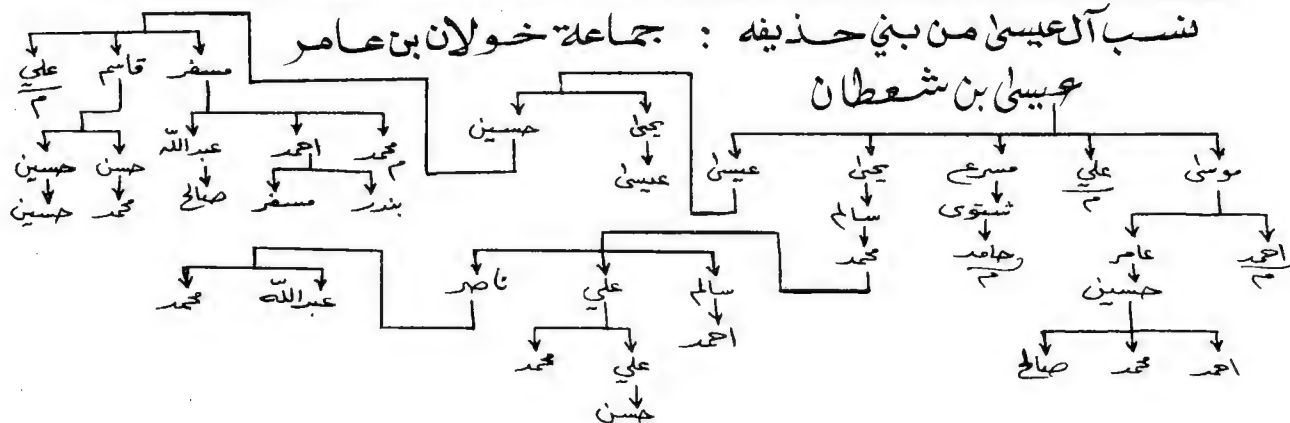 نسب آل عيسى من بني حذيفه : جماعة خولان بن عامر
عيسى بن شعطان
موسى علي م مسرع يحيى عيسى
احمد م عامر شتوى سالم
حسين حامد م محمد
احمد محمد صالح
يحيى حسين
عيسى
مسفر قاسم علي م
محمد م احمد عبدالله حسن حسين
بندر مسفر صالح محمد حسين
سالم علي ناصر
احمد علي محمد
حسن
عبدالله محمد